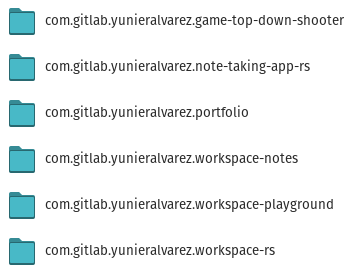 com.gitlab.yunieralvarez.game-top-down-shooter
com.gitlab.yunieralvarez.note-taking-app-rs
com.gitlab.yunieralvarez.portfolio
com.gitlab.yunieralvarez.workspace-notes
com.gitlab.yunieralvarez.workspace-playground
com.gitlab.yunieralvarez.workspace-rs